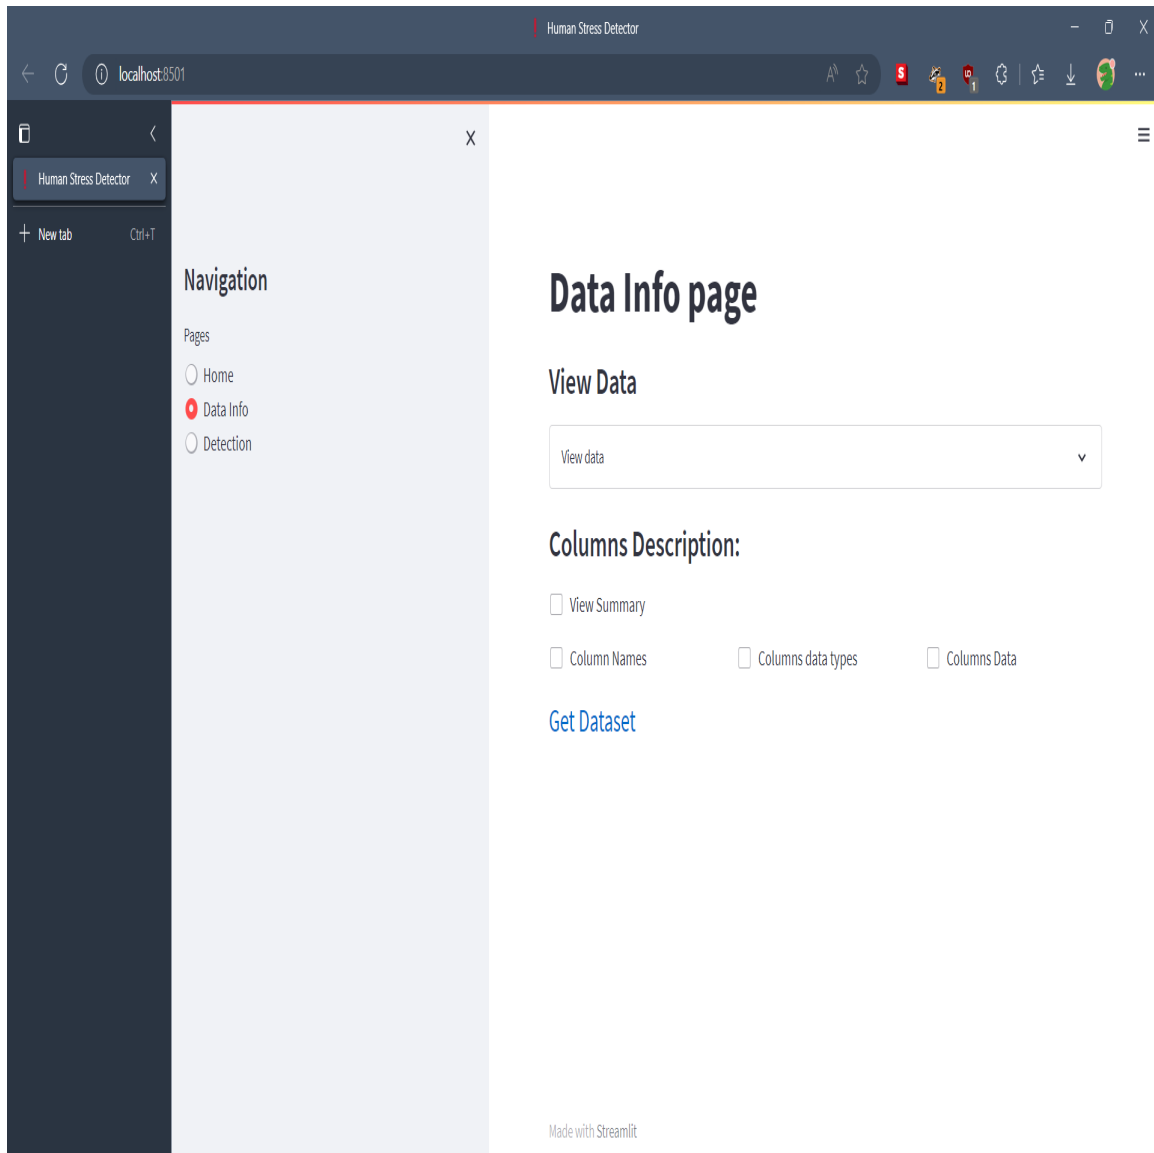 Human Stress Detector
localhost:8501
2
1
Human Stress Detector
New tab Ctrl+T
Navigation
Pages
Home
Data Info
Detection
Data Info page
View Data
View data
Columns Description:
View Summary
Column Names Columns data types Columns Data
Get Dataset
Made with Streamlit